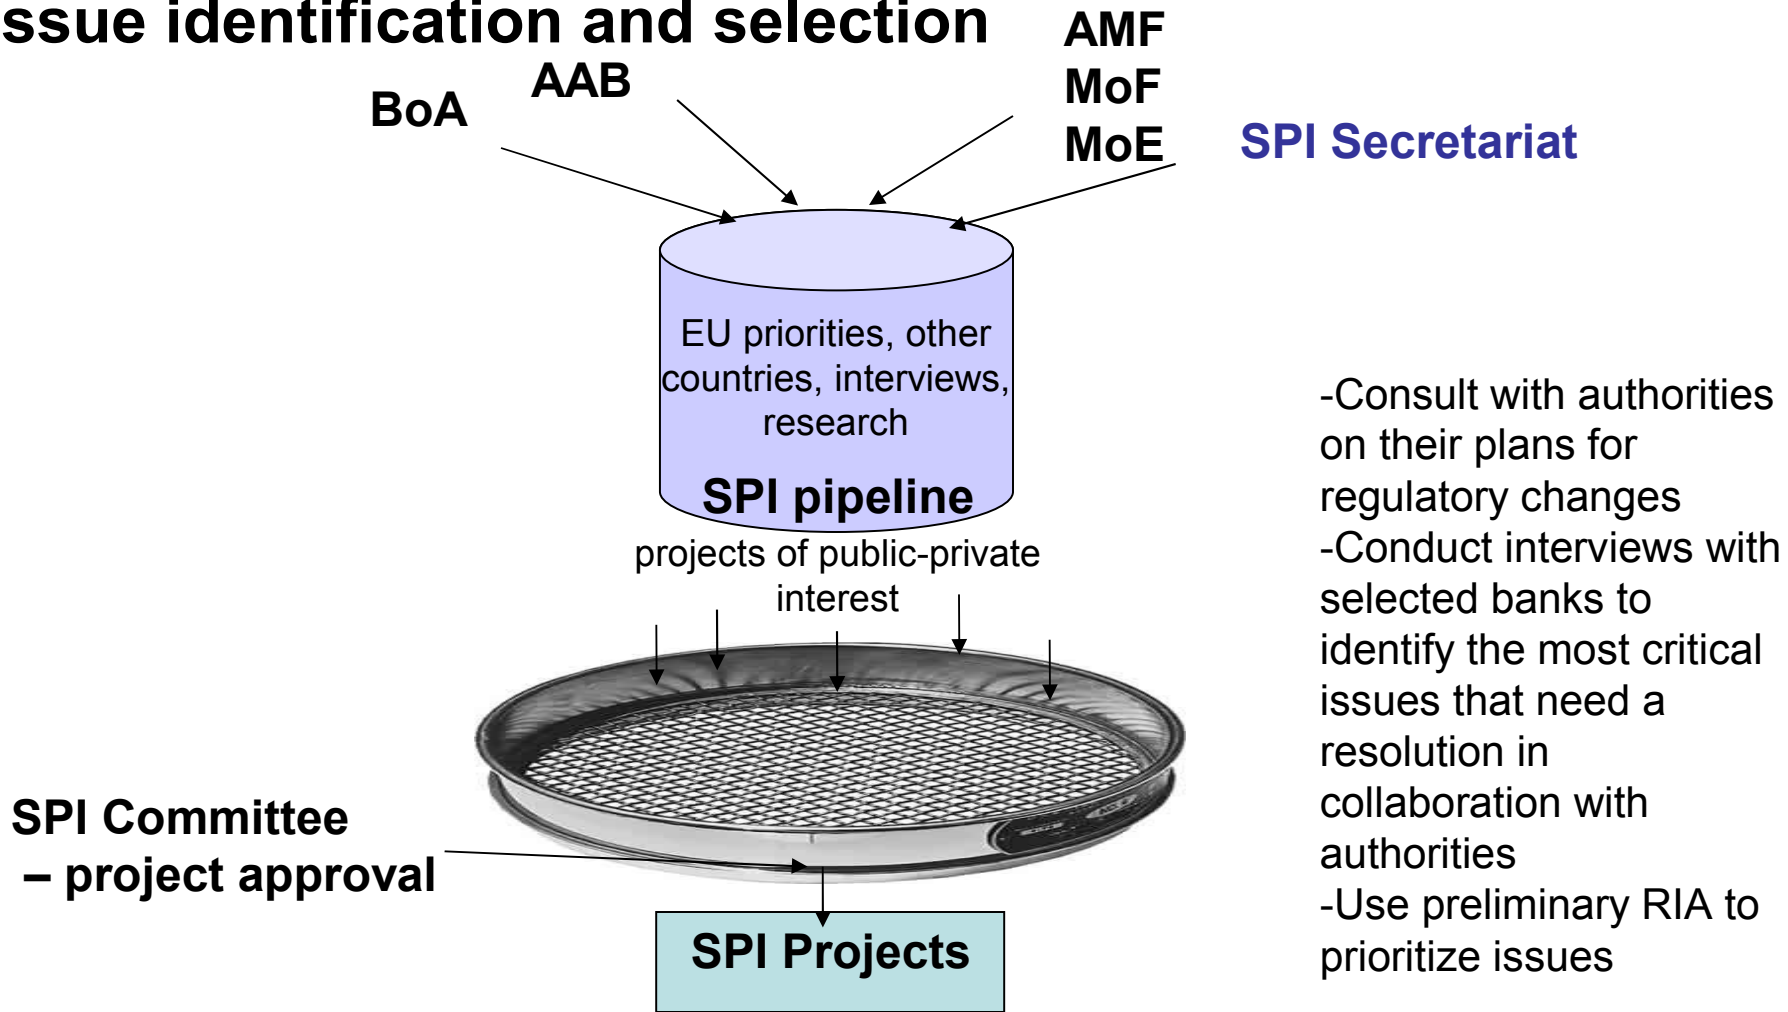 ssue identification and selection
AMF
AAB
MoF
BoA
MoE
SPI Secretariat
EU priorities, other
countries, interviews,
research
SPI pipeline
projects of public-private
interest
-Consult with authorities
on their plans for
regulatory changes
-Conduct interviews with
selected banks to
identify the most critical
issues that need a
resolution in
collaboration with
authorities
-Use preliminary RIA to
prioritize issues
SPI Committee
– project approval
SPI Projects